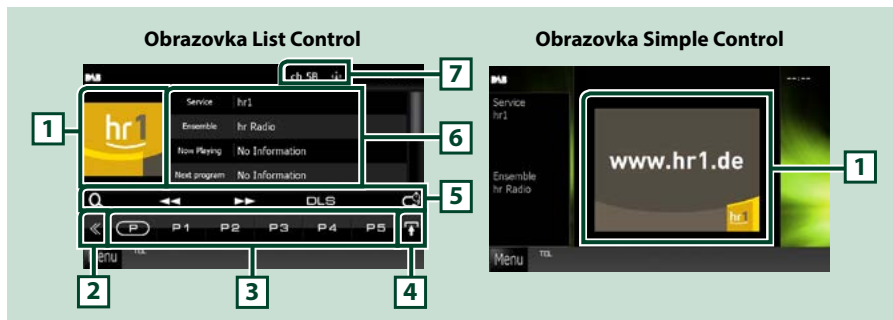 Obrazovka List Control
Obrazovka Simple Control
7
DAB
ch 5B
1
hr1
Service hr1
Ensemble hr Radio
Now Playing No Information
Next program No Information
6
DLS
5
P P1 P2 P3 P4 P5
Menu
TEL
2
3
4
DAB
--:--
Service
hr1
Ensemble
hr Radio
www.hr1.de
hr1
1
Menu
TEL